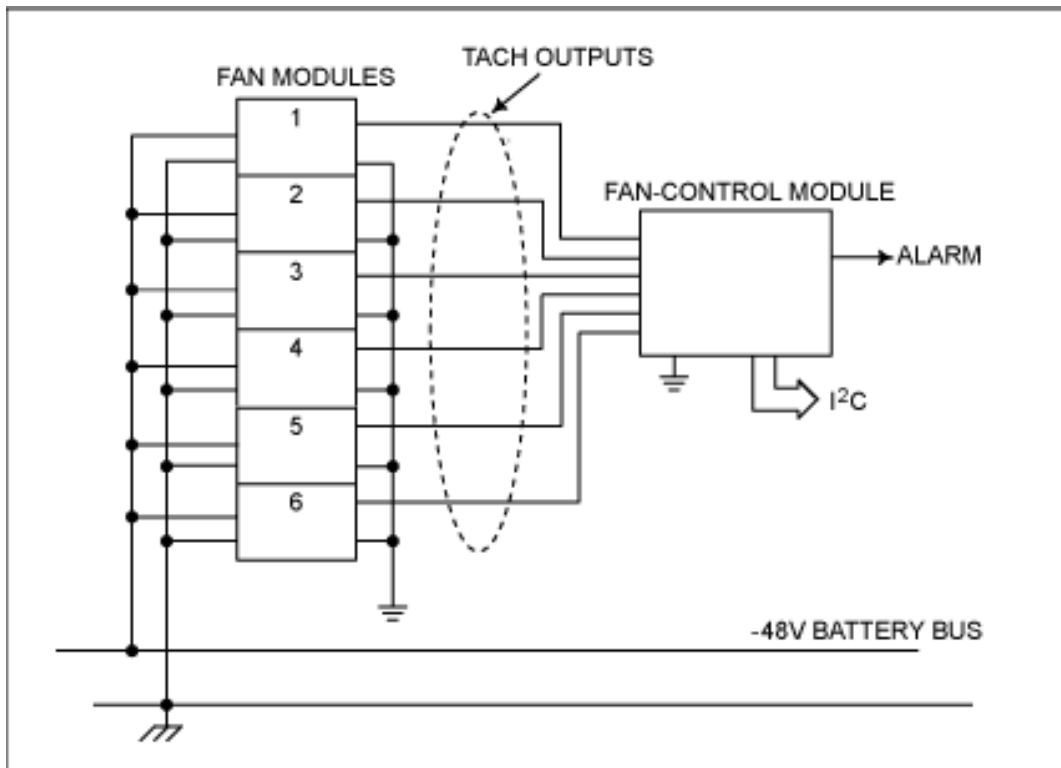 TACH OUTPUTS
FAN MODULES
1
2
3
4
5
6
FAN-CONTROL MODULE
ALARM
I²C
-48V BATTERY BUS